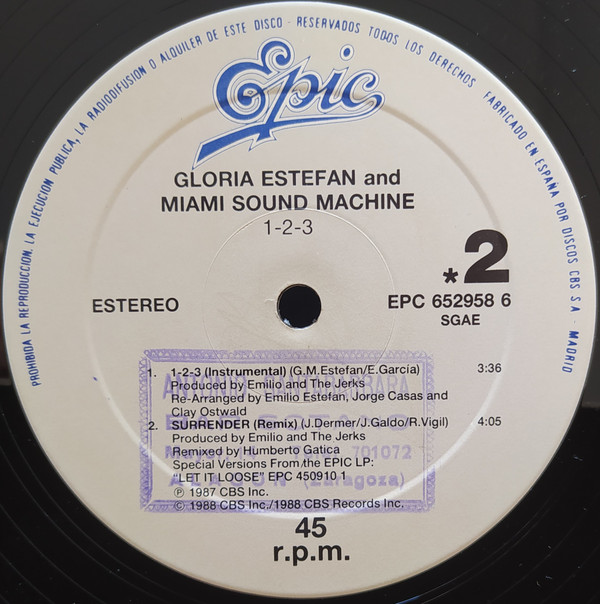 PROHIBIDA LA REPRODUCCION. LA EJECUCION PUBLICA, LA RADIODIFUSION O ALQUILER DE ESTE DISCO - RESERVADOS TODOS LOS DERECHOS FABRICADO EN ESPAÑA POR DISCOS CBS S A - MADRID
Epic
GLORIA ESTEFAN and
MIAMI SOUND MACHINE
1-2-3
*2
ESTEREO
EPC 652958 6
SGAE
1. 1-2-3 (Instrumental) (G.M.Estefan/E.García) 3:36
Produced by Emilio and The Jerks
Re-Arranged by Emilio Estefan, Jorge Casas and
Clay Ostwald
2. SURRENDER (Remix) (J.Dermer/J.Galdo/R.Vigil) 4:05
Produced by Emilio and The Jerks
Remixed by Humberto Gatica
701072
Special Versions From the EPIC LP:
"LET IT LOOSE" EPC 450910 1
ALAGON (Zaragoza)
℗ 1987 CBS Inc.
© 1988 CBS Inc./1988 CBS Records Inc.
45
r.p.m.